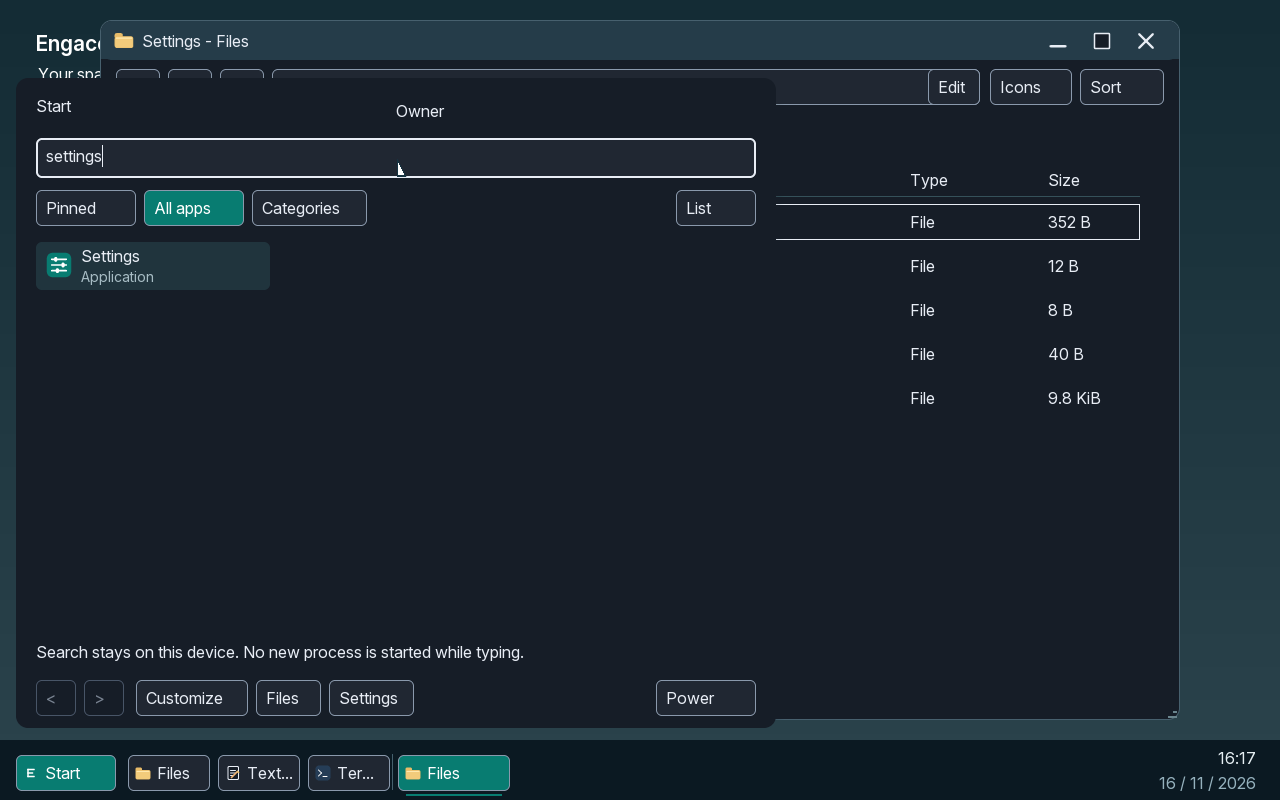 Settings - Files
Your spa
Edit
Icons
Sort
Start
Owner
settings
Pinned
All apps
Categories
List
Settings
Application
Type
Size
File
352 B
File
12 B
File
8 B
File
40 B
File
9.8 KiB
Search stays on this device. No new process is started while typing.
<
>
Customize
Files
Settings
Power
E Start
Files
Text...
Ter...
Files
16:17
16 / 11 / 2026